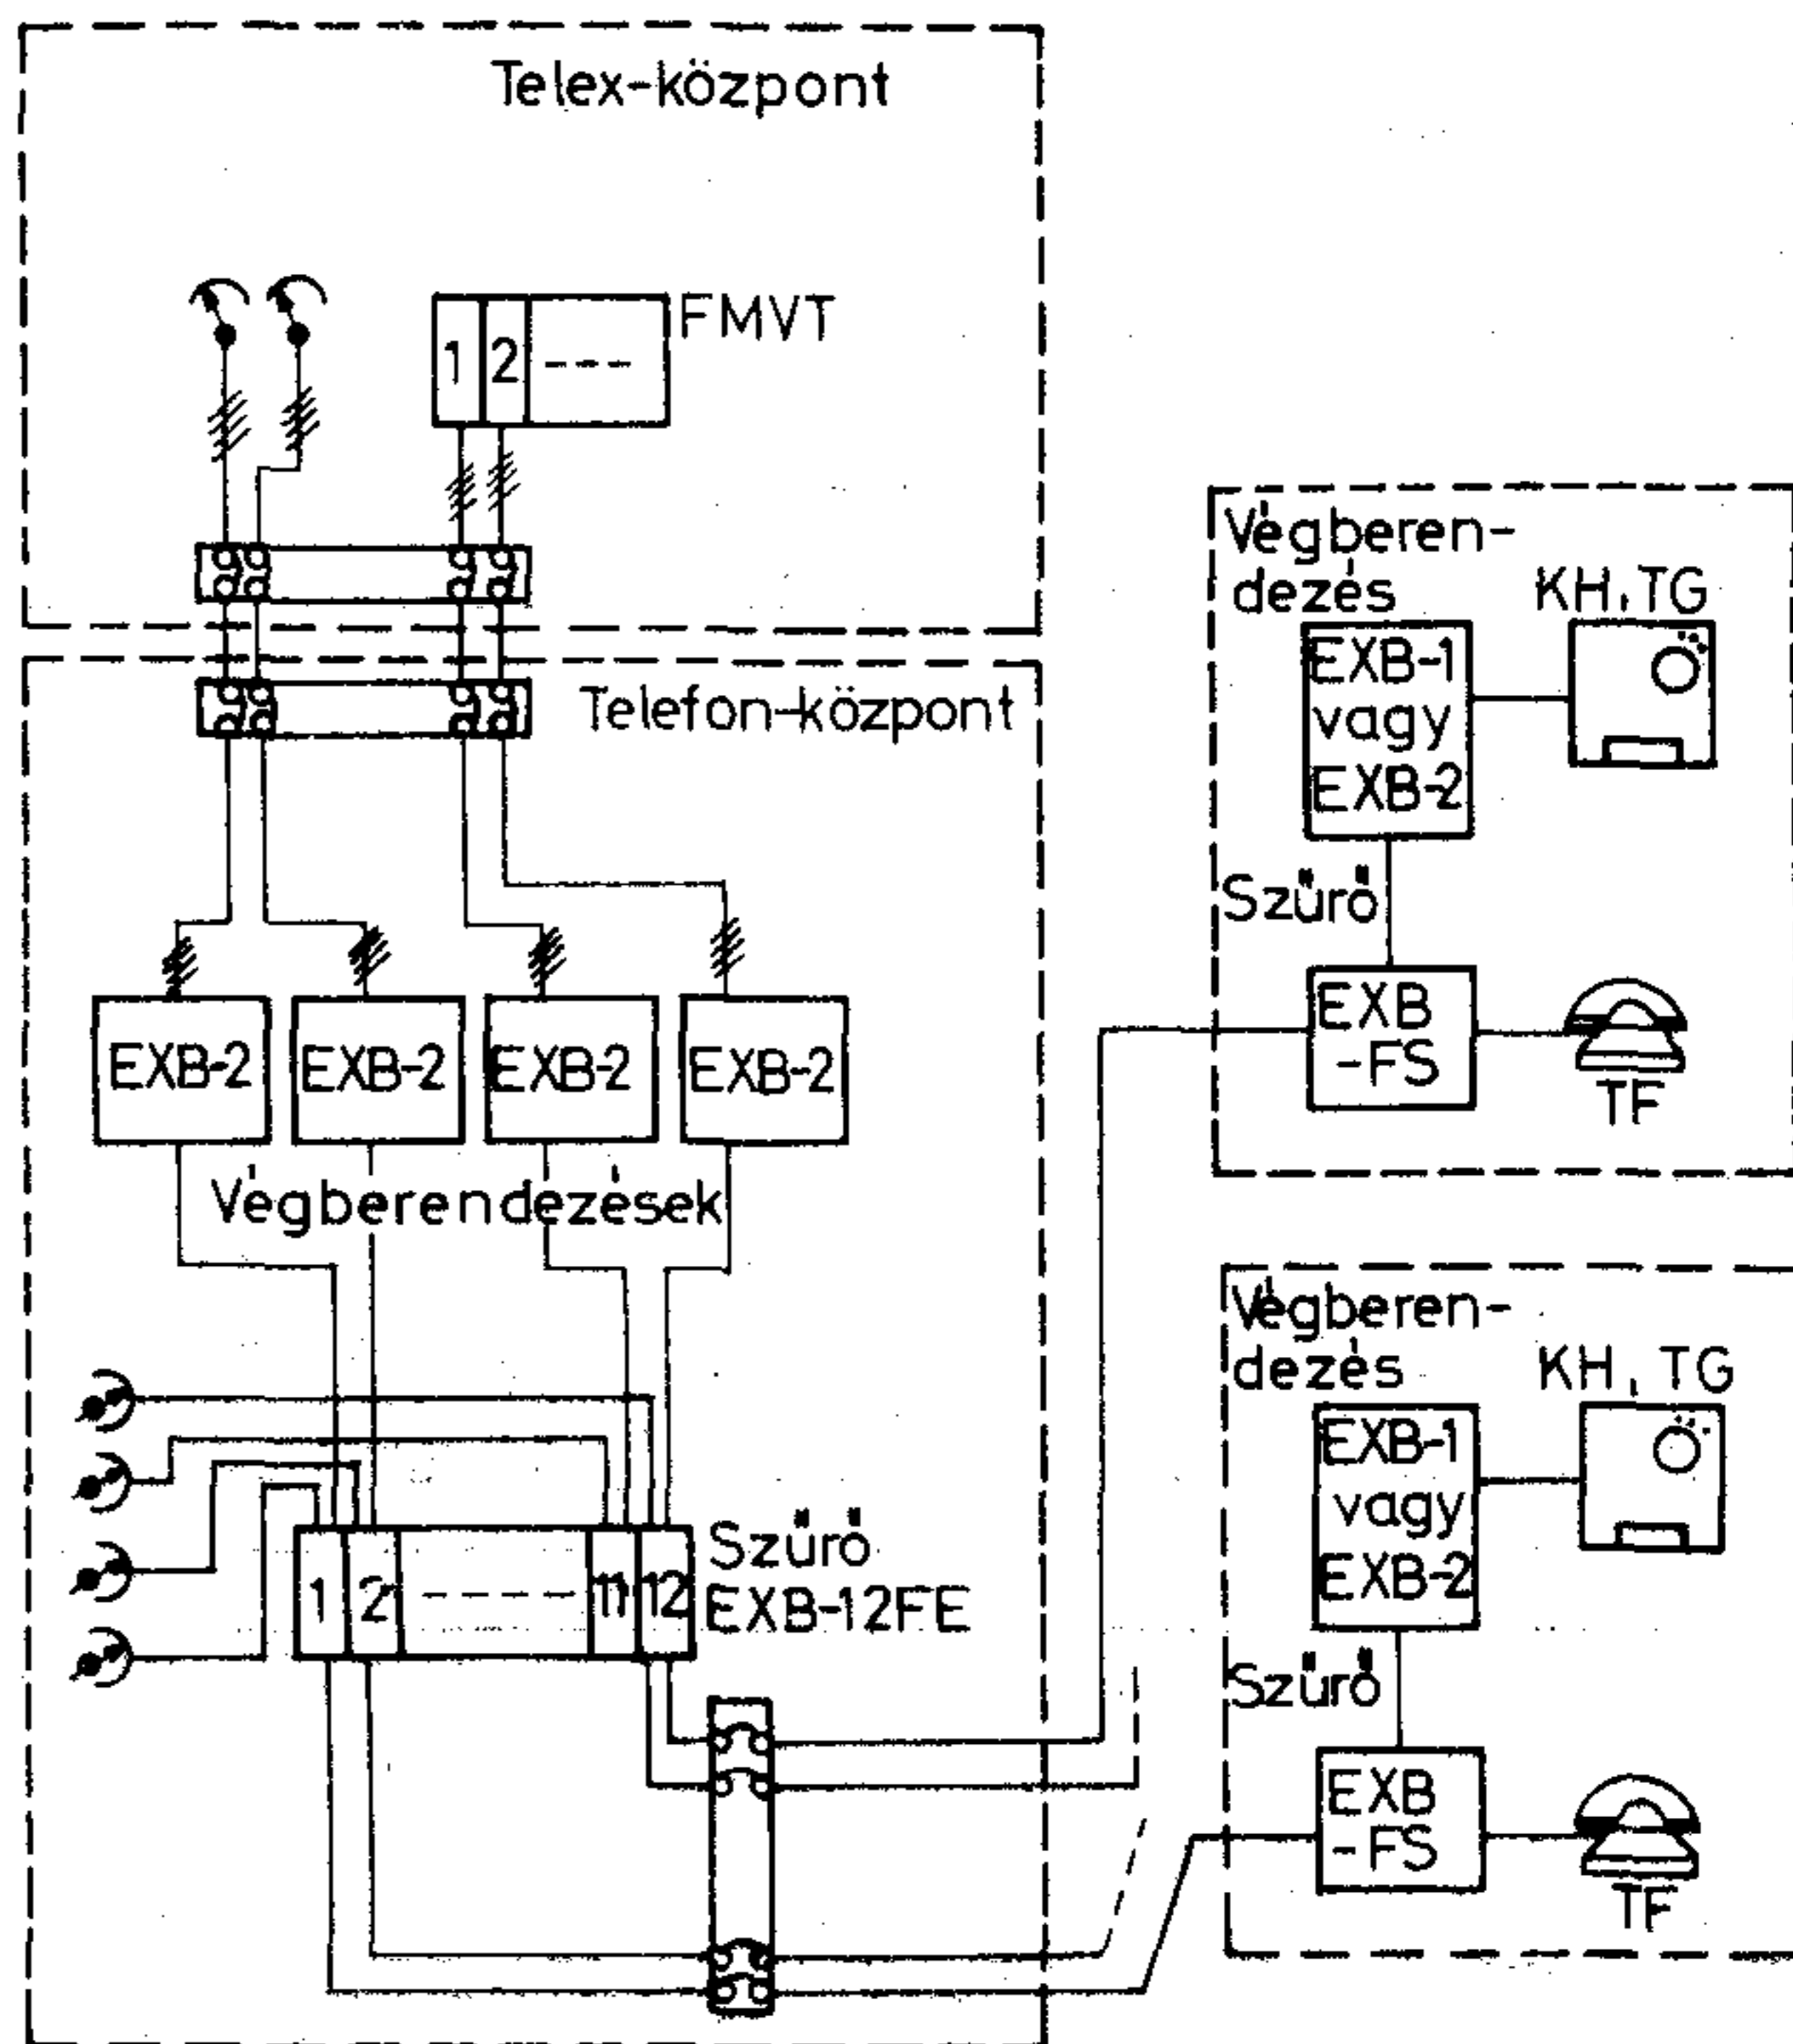 Telex-központ
FMVT
1 2 ----
Telefon-központ
EXB-2 EXB-2 EXB-2 EXB-2
Végberendezések
1 2 ----- 11 12
Szűrő
EXB-12FE
Végberen-
dezés
KH, TG
EXB-1
vagy
EXB-2
Szűrő
EXB
-FS
TF
Végberen-
dezés
KH, TG
EXB-1
vagy
EXB-2
Szűrő
EXB
-FS
TF